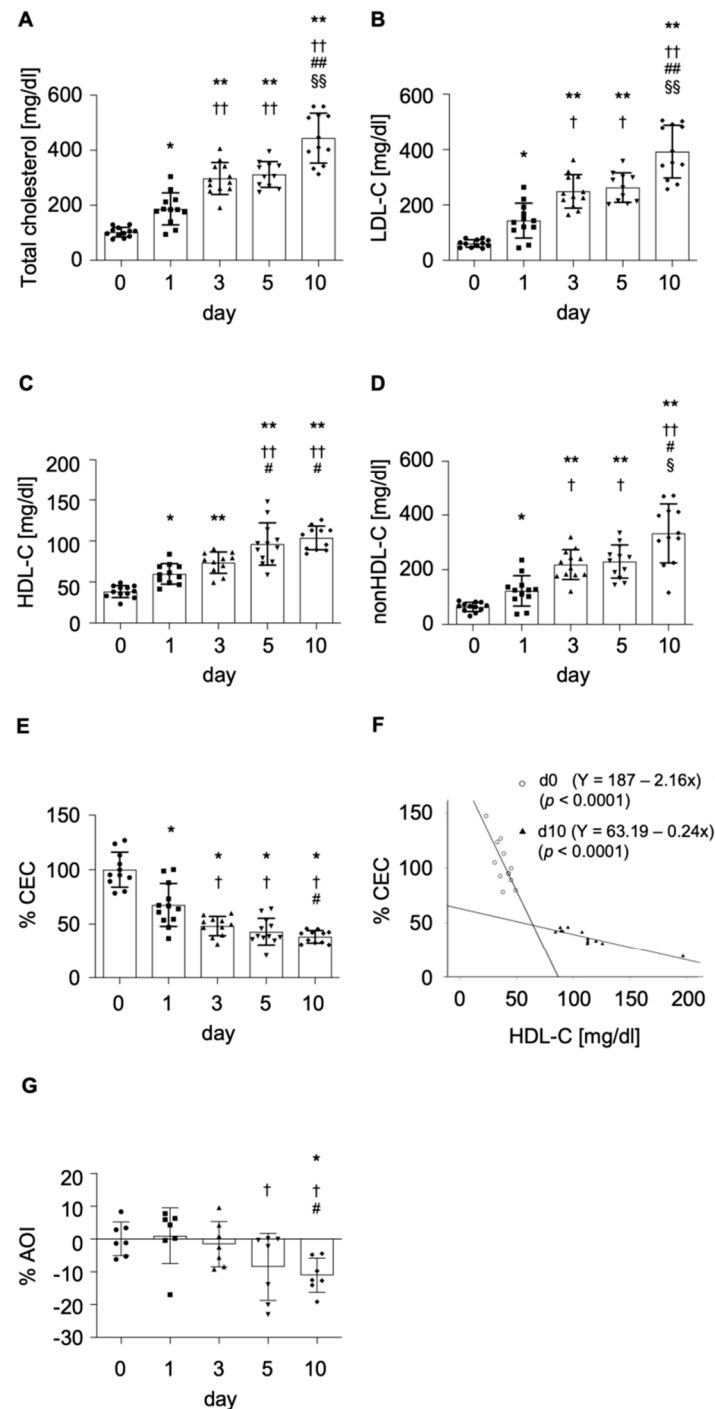 A
**
††
##
§§
**
††
**
††
*
Total cholesterol [mg/dl]
600
400
200
0
0 1 3 5 10
day
B
**
††
##
§§
**
†
**
†
*
LDL-C [mg/dl]
600
400
200
0
0 1 3 5 10
day
C
**
††
#
**
††
#
*
**
HDL-C [mg/dl]
200
150
100
50
0
0 1 3 5 10
day
D
**
††
#
§
**
†
**
†
*
nonHDL-C [mg/dl]
600
400
200
0
0 1 3 5 10
day
E
*
*
†
*
†
*
†
#
% CEC
150
100
50
0
0 1 3 5 10
day
F
d0 (Y = 187 – 2.16x)
(p < 0.0001)
d10 (Y = 63.19 – 0.24x)
(p < 0.0001)
% CEC
150
100
50
0
0 50 100 150 200
HDL-C [mg/dl]
G
*
†
†
#
% AOI
20
10
0
-10
-20
-30
0 1 3 5 10
day